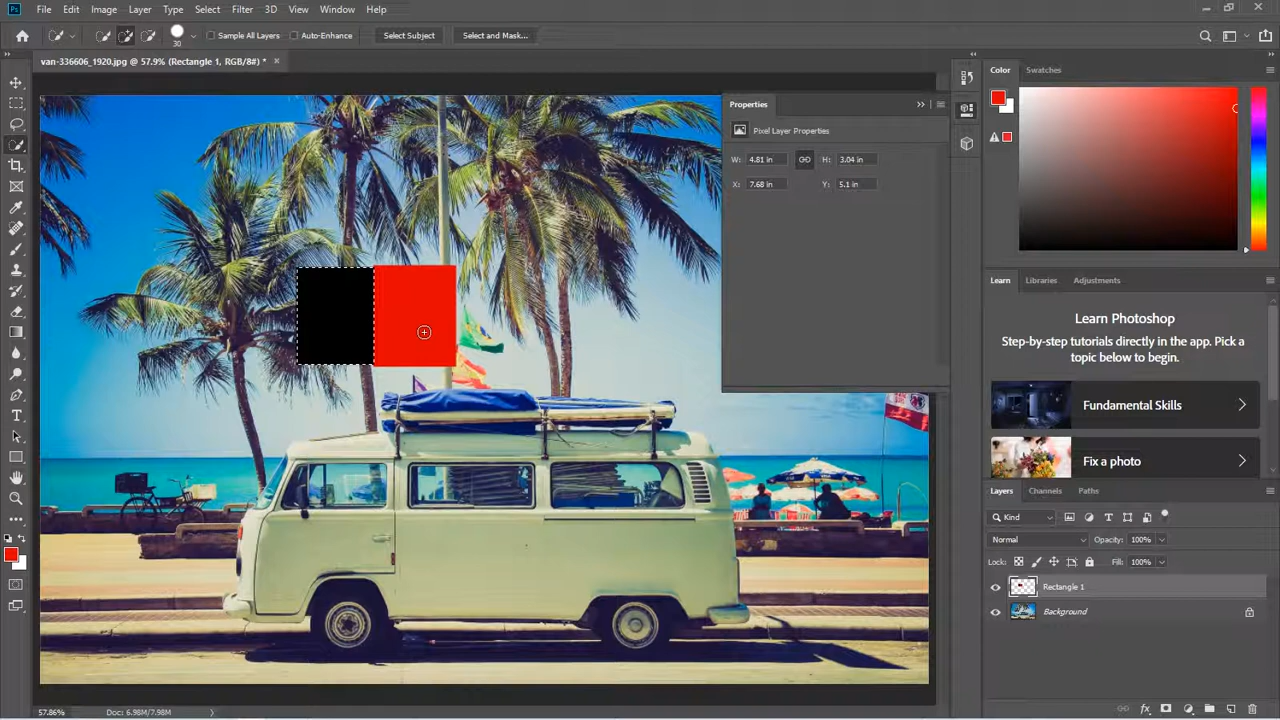 Ps File Edit Image Layer Type Select Filter 3D View Window Help
30 Sample All Layers Auto-Enhance Select Subject Select and Mask...
van-336606_1920.jpg @ 57.9% (Rectangle 1, RGB/8#) *
Properties
Pixel Layer Properties
W: 4.81 in H: 3.04 in
X: 7.68 in Y: 5.1 in
Color Swatches
Learn Libraries Adjustments
Learn Photoshop
Step-by-step tutorials directly in the app. Pick a
topic below to begin.
Fundamental Skills
Fix a photo
Layers Channels Paths
Kind
Normal Opacity: 100%
Lock: Fill: 100%
Rectangle 1
Background
57.86% Doc: 6.98M/7.98M